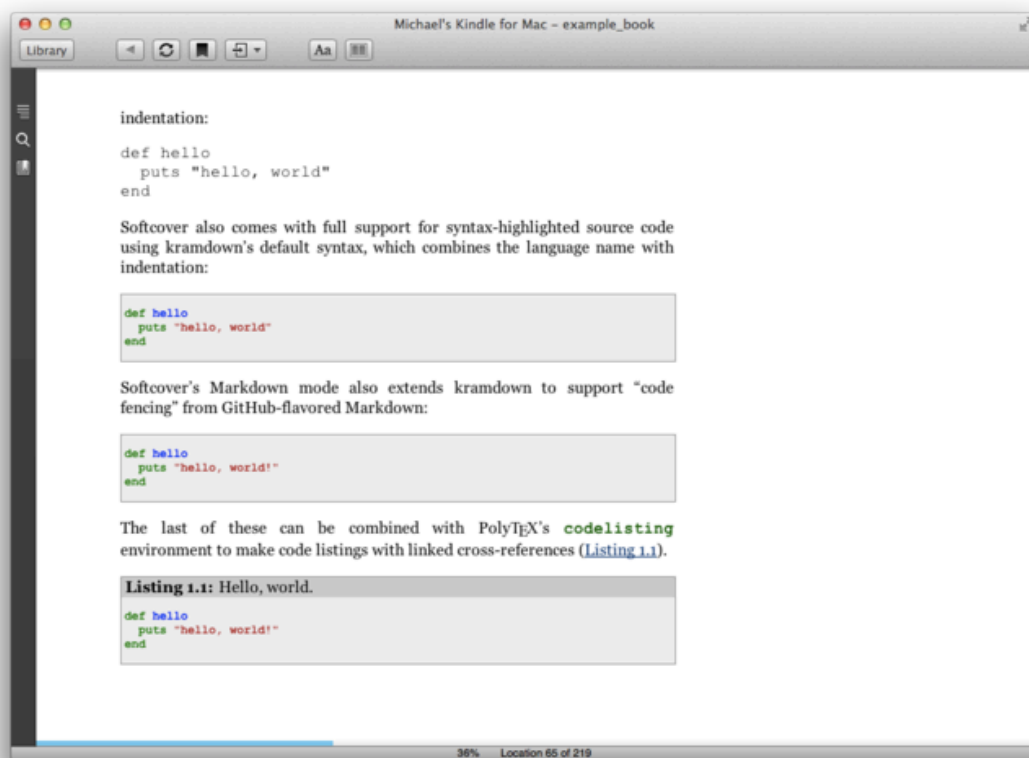 Michael's Kindle for Mac – example_book
Library
Aa
indentation:
def hello
  puts "hello, world"
end
Softcover also comes with full support for syntax-highlighted source code
using kramdown's default syntax, which combines the language name with
indentation:
def hello
  puts "hello, world"
end
Softcover's Markdown mode also extends kramdown to support “code
fencing” from GitHub-flavored Markdown:
def hello
  puts "hello, world!"
end
The last of these can be combined with PolyTEX's codelisting
environment to make code listings with linked cross-references (Listing 1.1).
Listing 1.1: Hello, world.
def hello
  puts "hello, world!"
end
36% Location 65 of 219